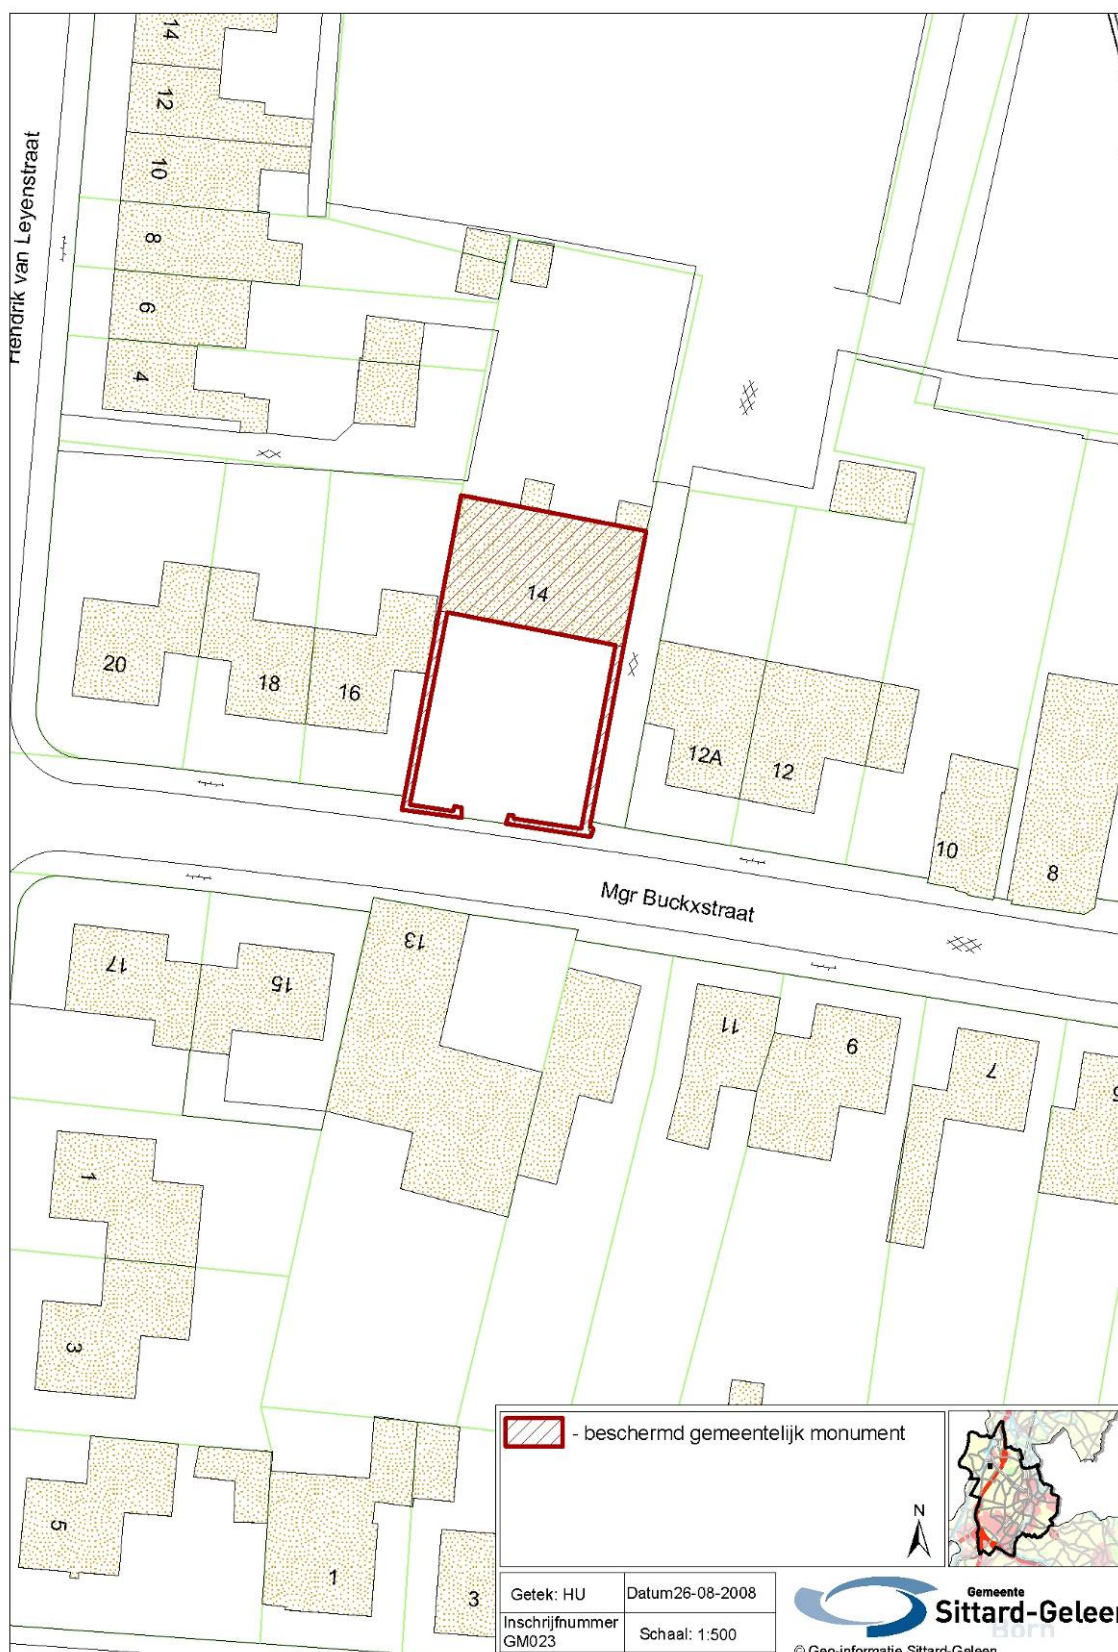 14
12
10
8
6
4
Hendrik van Leyenstraat
14
20
18
16
12A
12
10
8
Mgr Buckxstraat
13
17
15
11
9
7
1
3
5
1
3
- beschermd gemeentelijk monument
N
Getek: HU
Datum26-08-2008
Inschrijfnummer
GM023
Schaal: 1:500
Gemeente
Sittard-Geleen
Born
© Geo-informatie Sittard-Geleen